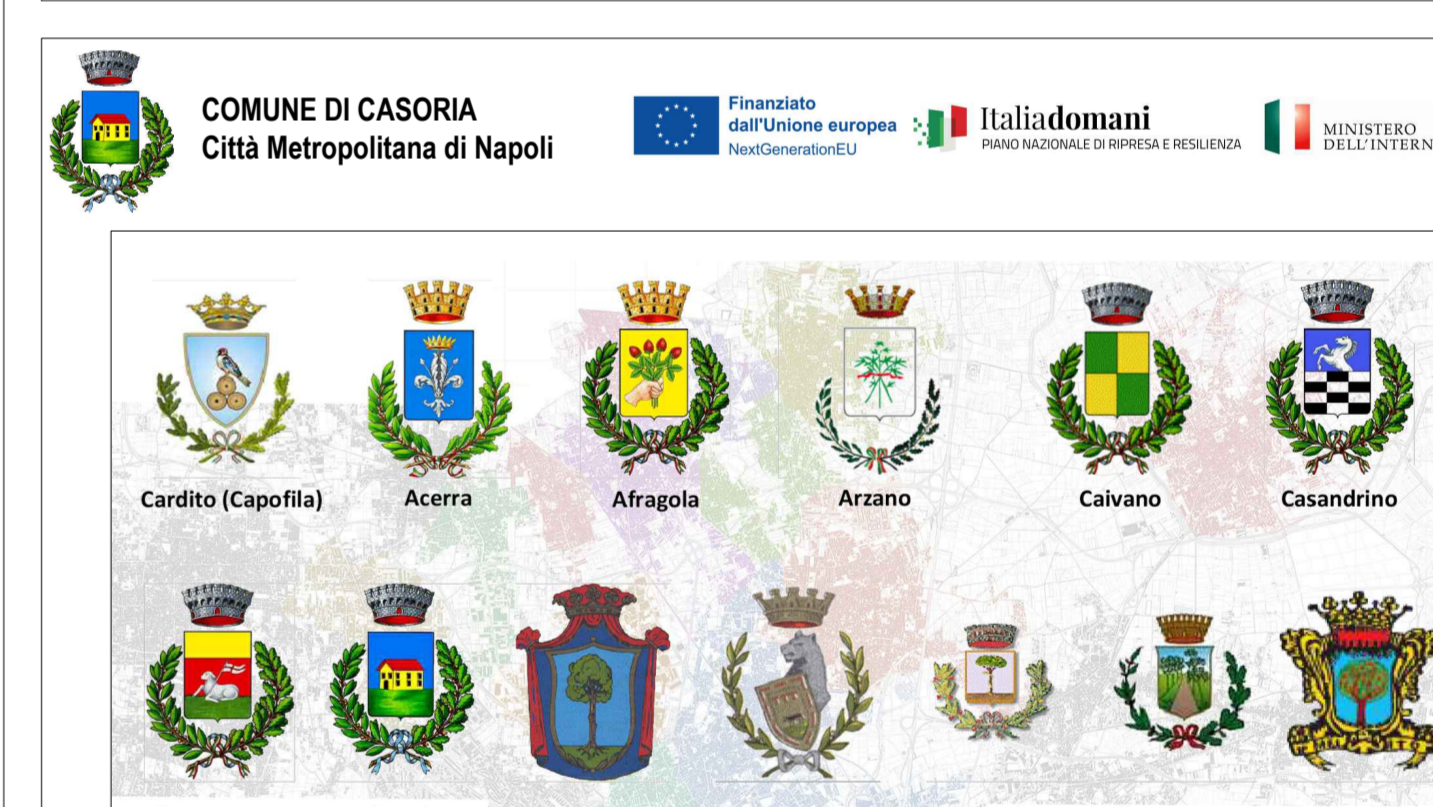 COMUNE DI CASORIA
Città Metropolitana di Napoli
Finanziato
dall'Unione europea
NextGenerationEU
Italiadomani
PIANO NAZIONALE DI RIPRESA E RESILIENZA
MINISTERO
DELL'INTERN
Cardito (Capofila)
Acerra
Afragola
Arzano
Caivano
Casandrino